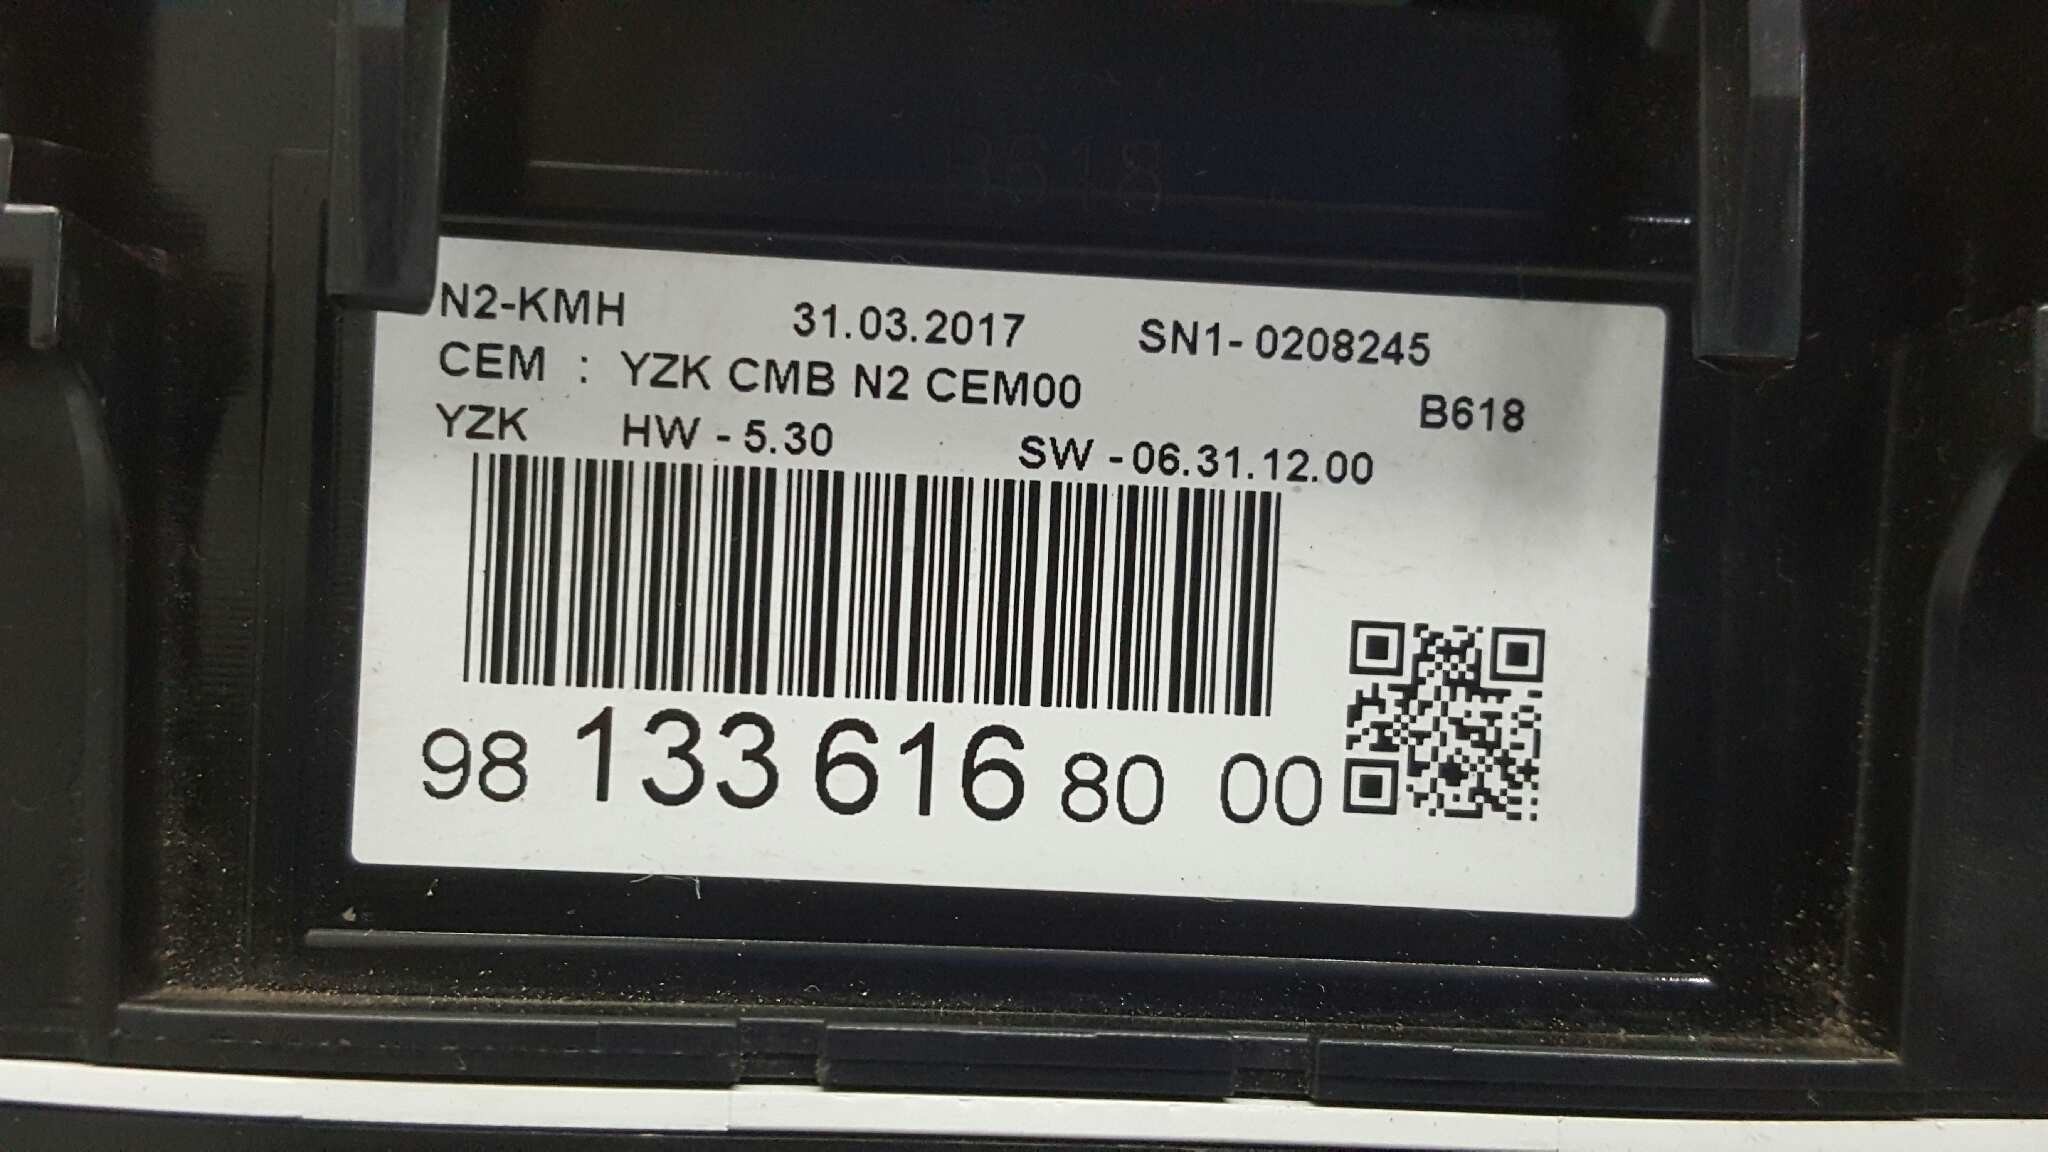 B618
N2-KMH 31.03.2017 SN1- 0208245
CEM : YZK CMB N2 CEM00 B618
YZK HW - 5.30 SW - 06.31.12.00
98 133 616 80 00